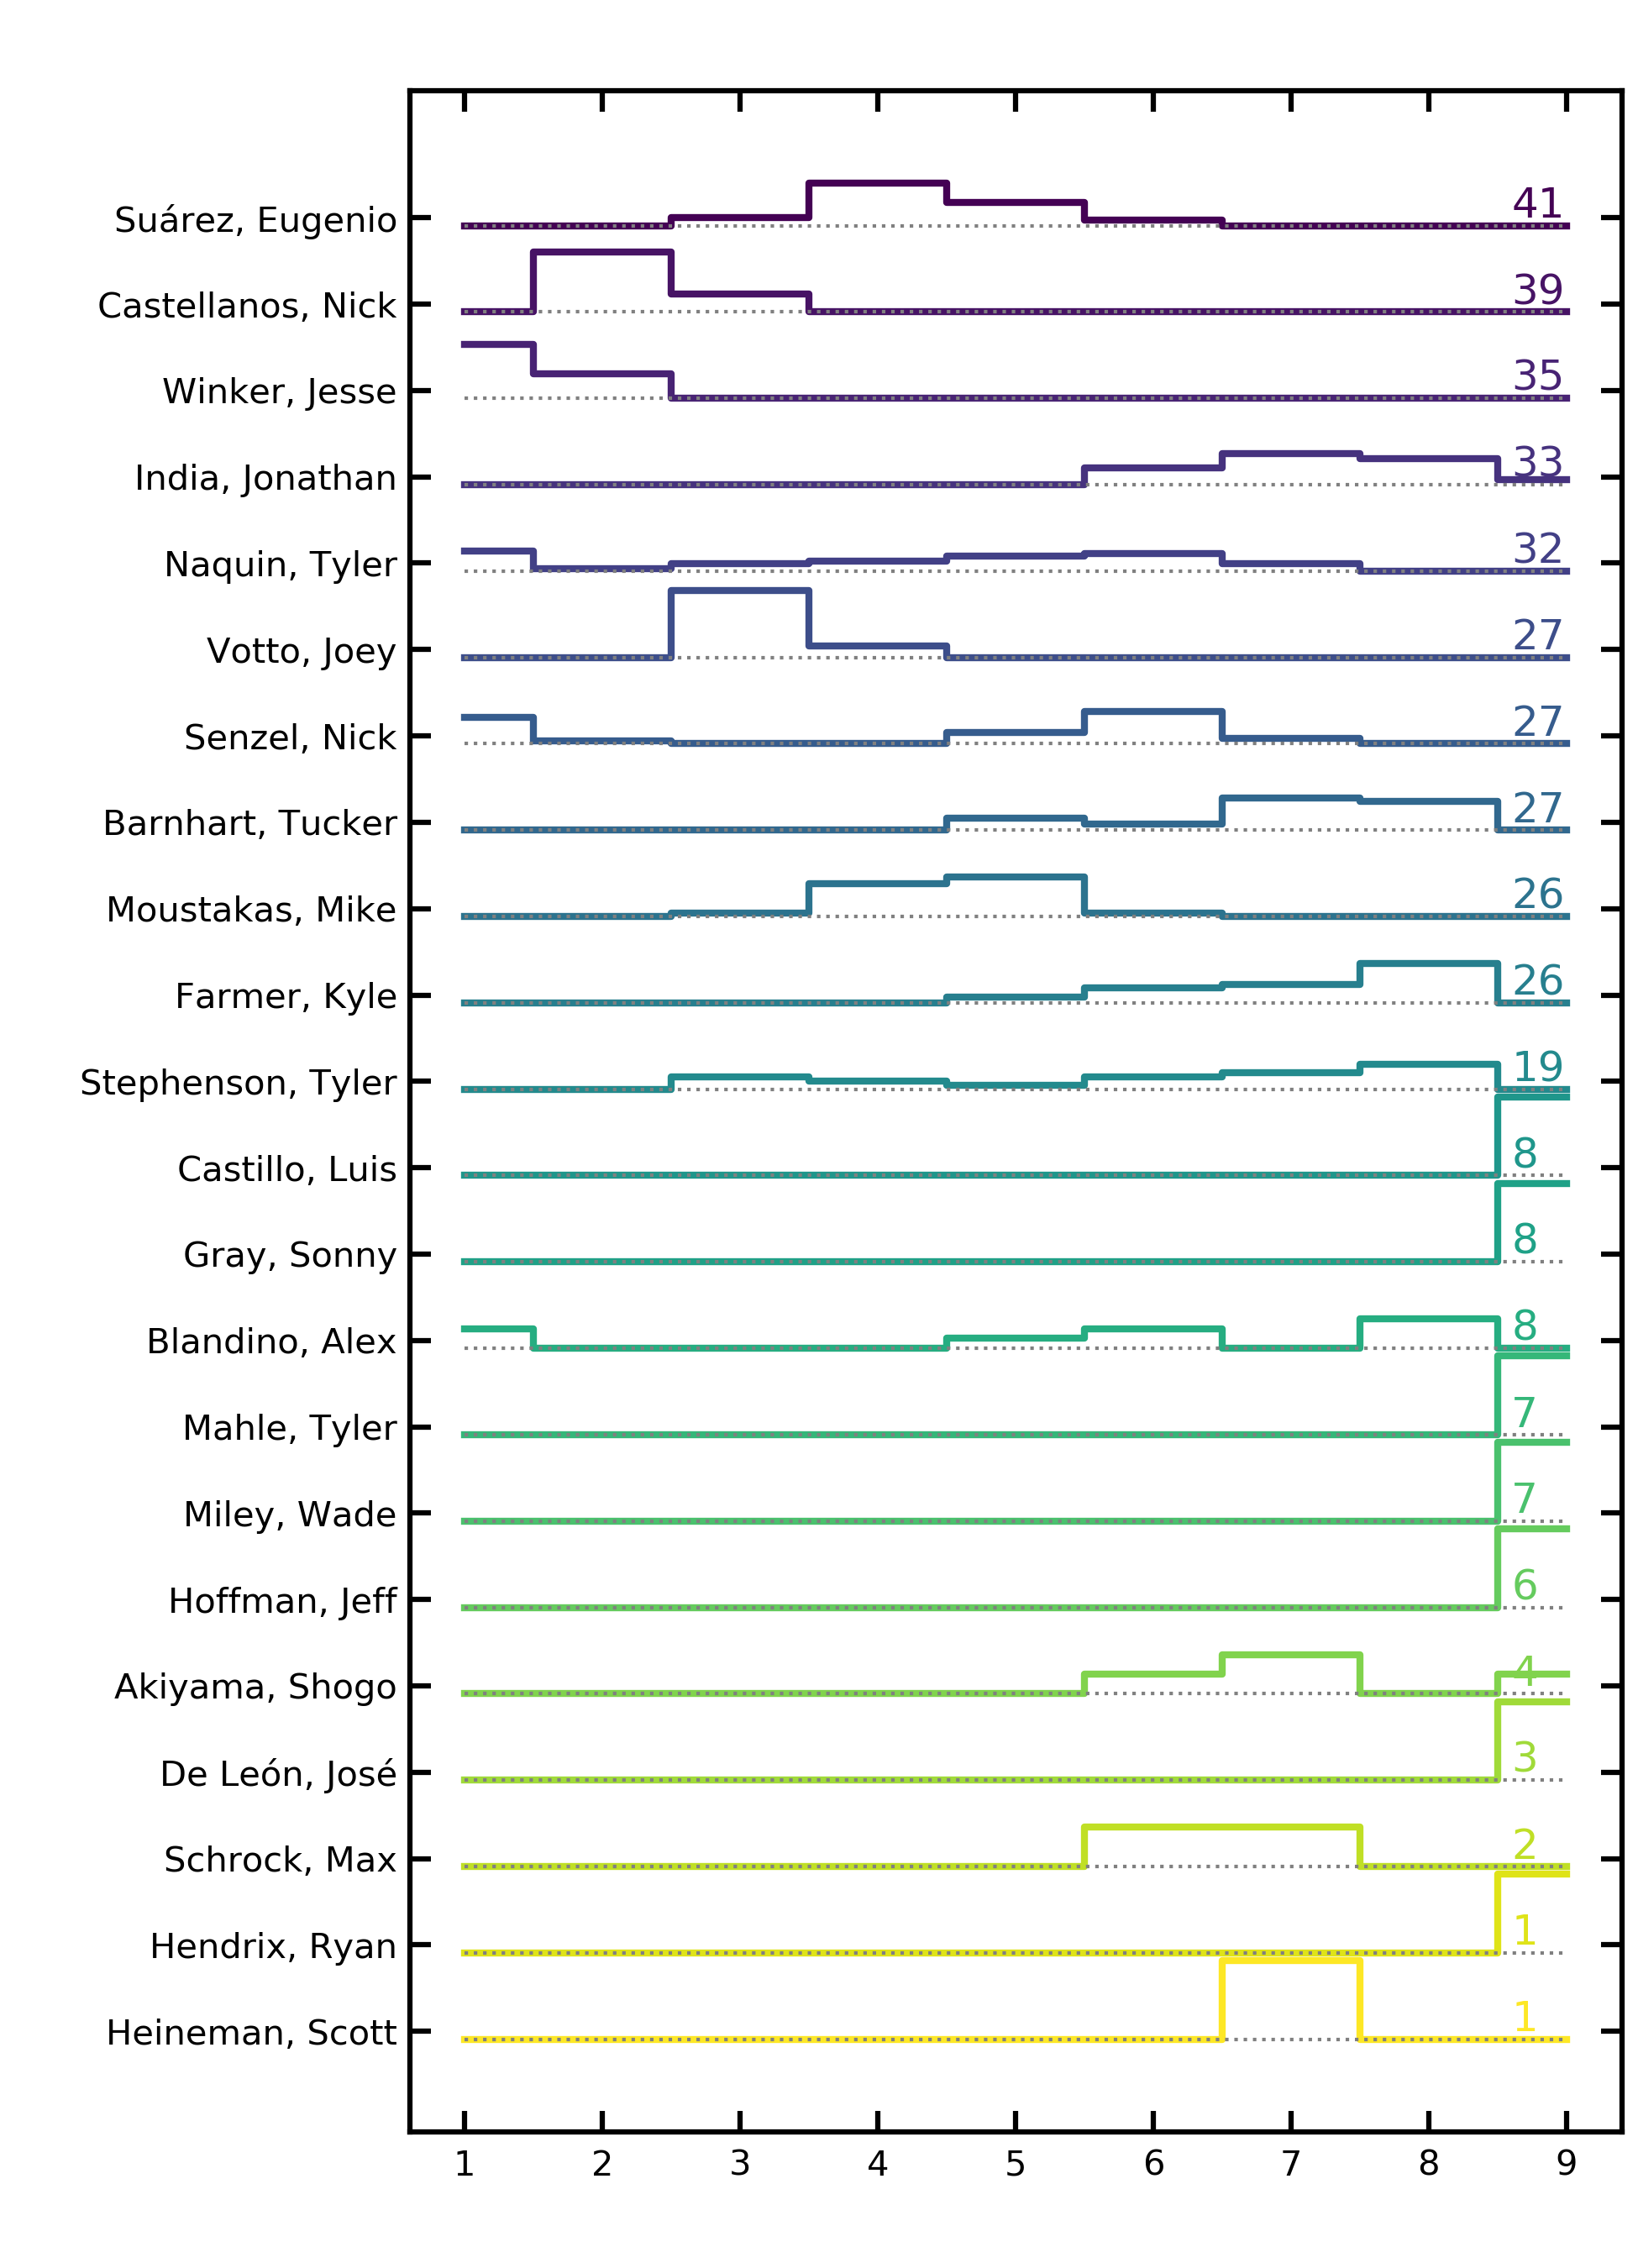 Suárez, Eugenio 41
Castellanos, Nick 39
Winker, Jesse 35
India, Jonathan 33
Naquin, Tyler 32
Votto, Joey 27
Senzel, Nick 27
Barnhart, Tucker 27
Moustakas, Mike 26
Farmer, Kyle 26
Stephenson, Tyler 19
Castillo, Luis 8
Gray, Sonny 8
Blandino, Alex 8
Mahle, Tyler 7
Miley, Wade 7
Hoffman, Jeff 6
Akiyama, Shogo 4
De León, José 3
Schrock, Max 2
Hendrix, Ryan 1
Heineman, Scott 1
1 2 3 4 5 6 7 8 9